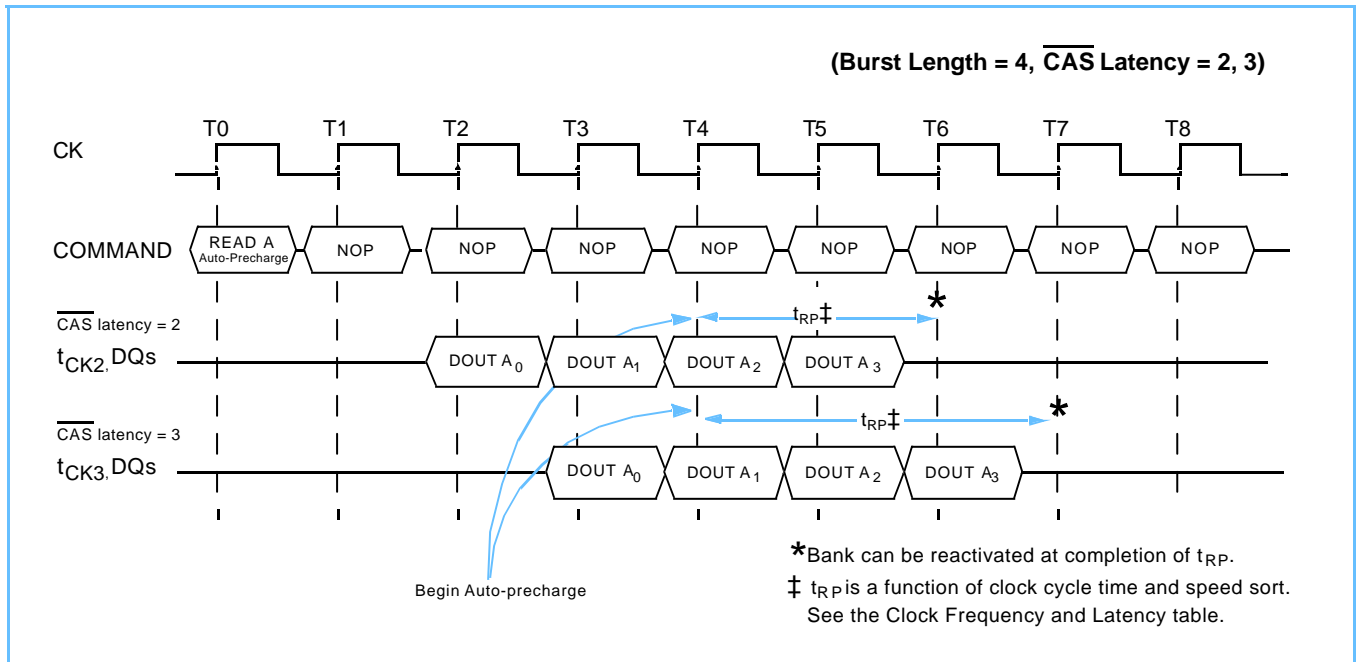 (Burst Length = 4, CAS Latency = 2, 3)
T0 T1 T2 T3 T4 T5 T6 T7 T8
CK
COMMAND
READ A
Auto-Precharge
NOP NOP NOP NOP NOP NOP NOP NOP
*
tRP‡
CAS latency = 2
tCK2, DQs
DOUT A0 DOUT A1 DOUT A2 DOUT A3
*
tRP‡
CAS latency = 3
tCK3, DQs
DOUT A0 DOUT A1 DOUT A2 DOUT A3
Begin Auto-precharge
*Bank can be reactivated at completion of tRP.
‡ tRP is a function of clock cycle time and speed sort.
See the Clock Frequency and Latency table.